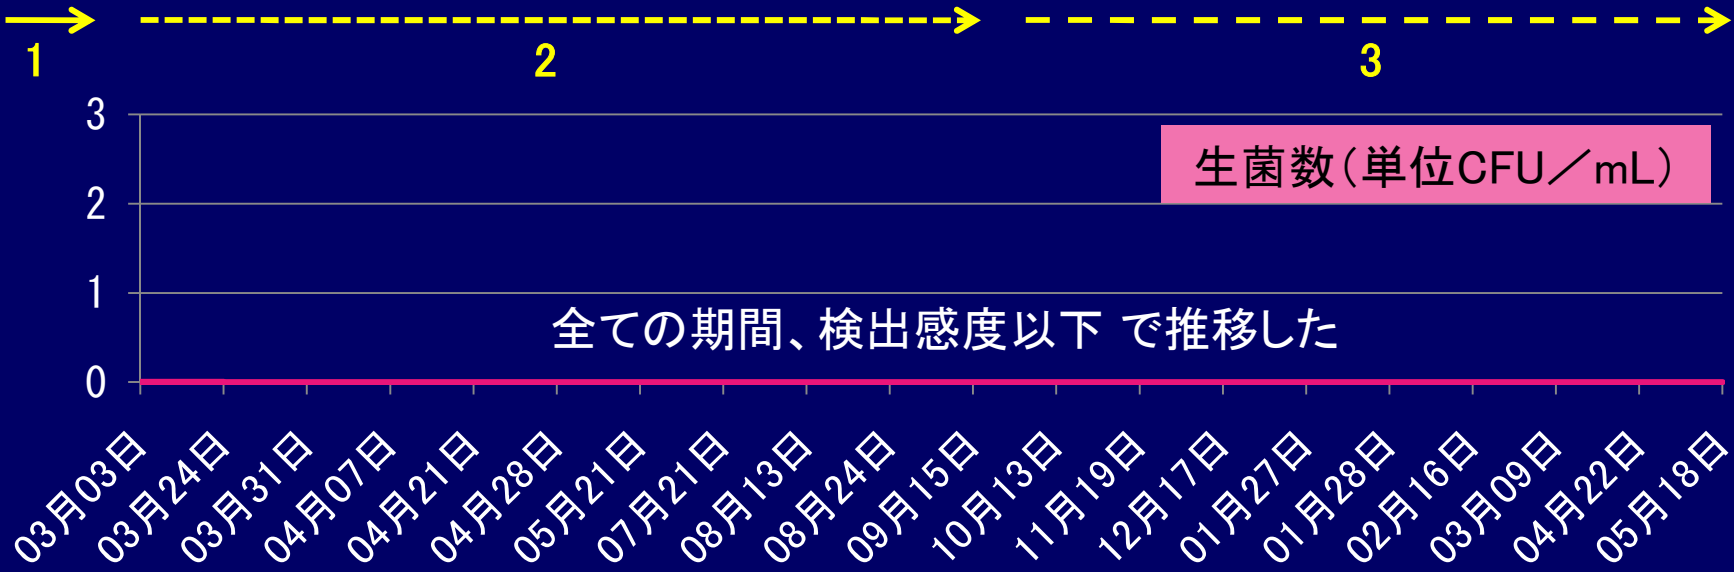 1
2
3
3
生菌数（単位CFU／mL）
2
1
全ての期間、検出感度以下 で推移した
0
03月03日
03月24日
03月31日
04月07日
04月21日
04月28日
05月21日
07月21日
08月13日
08月24日
09月15日
10月13日
11月19日
12月17日
01月27日
01月28日
02月16日
03月09日
04月22日
05月18日